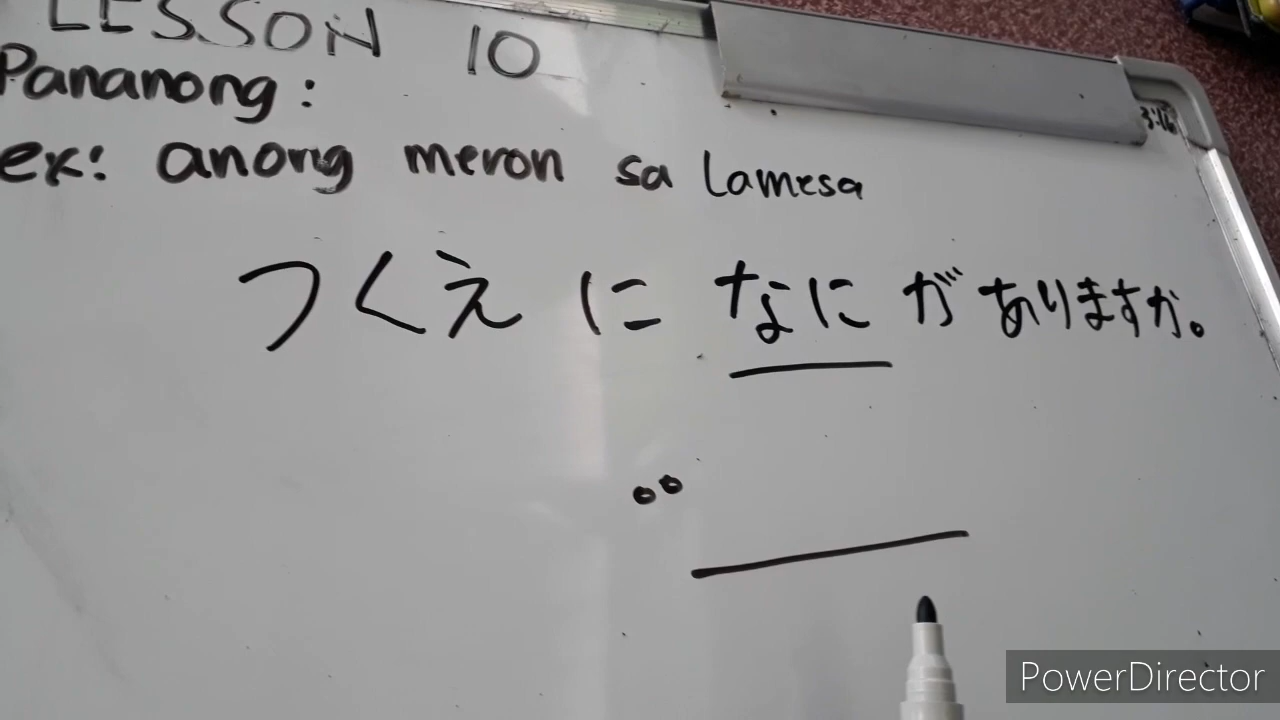 LESSON 10
Pananong:
ex: anong meron sa lamesa
つくえ に なに が ありますか。
PowerDirector